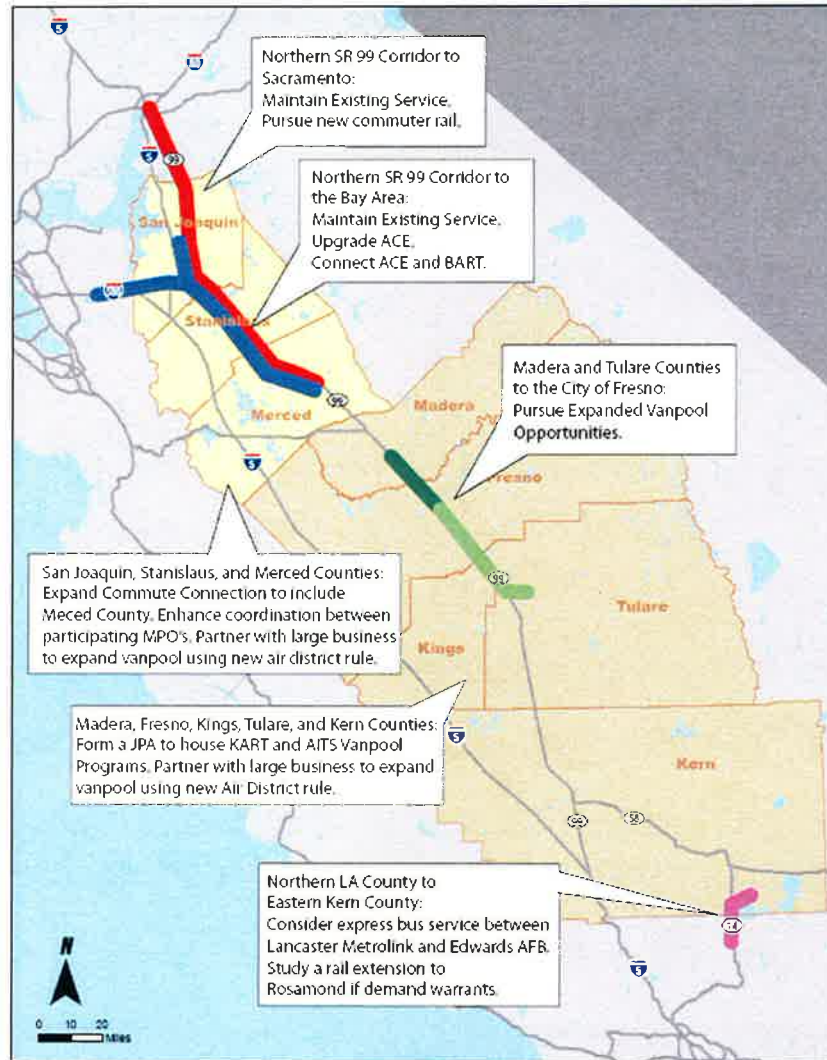 5
Northern SR 99 Corridor to
Sacramento:
Maintain Existing Service,
Pursue new commuter rail,
99
5
Northern SR 99 Corridor to
the Bay Area:
Maintain Existing Service,
Upgrade ACE,
Connect ACE and BART.
San Joaquin
Stanislaus
Merced
99
5
Madera
Fresno
Madera and Tulare Counties
to the City of Fresno:
Pursue Expanded Vanpool
Opportunities.
99
Tulare
Kings
San Joaquin, Stanislaus, and Merced Counties:
Expand Commute Connection to include
Meced County. Enhance coordination between
participating MPO's. Partner with large business
to expand vanpool using new air district rule.
Madera, Fresno, Kings, Tulare, and Kern Counties:
Form a JPA to house KART and AITS Vanpool
Programs. Partner with large business to expand
vanpool using new Air District rule.
5
Kern
99
58
Northern LA County to
Eastern Kern County:
Consider express bus service between
Lancaster Metrolink and Edwards AFB.
Study a rail extension to
Rosamond if demand warrants.
14
5
N
0 10 20
Miles